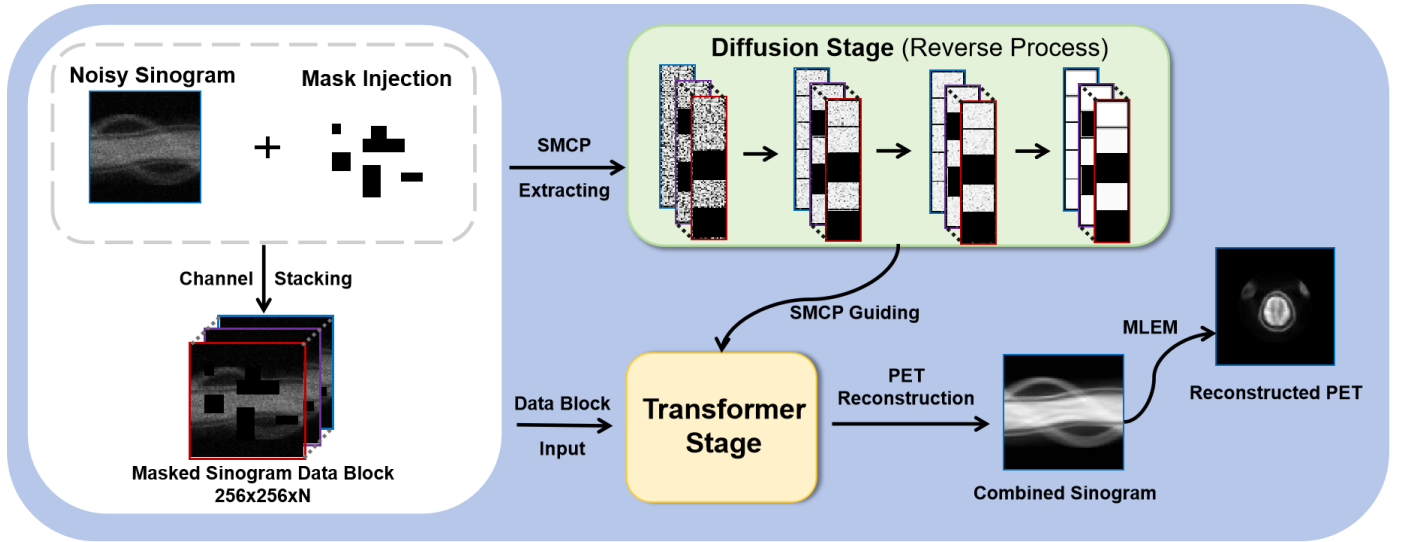 Noisy Sinogram
Mask Injection
+
Channel Stacking
Masked Sinogram Data Block
256x256xN
SMCP
Extracting
Diffusion Stage (Reverse Process)
SMCP Guiding
Data Block
Input
Transformer
Stage
PET
Reconstruction
Combined Sinogram
MLEM
Reconstructed PET